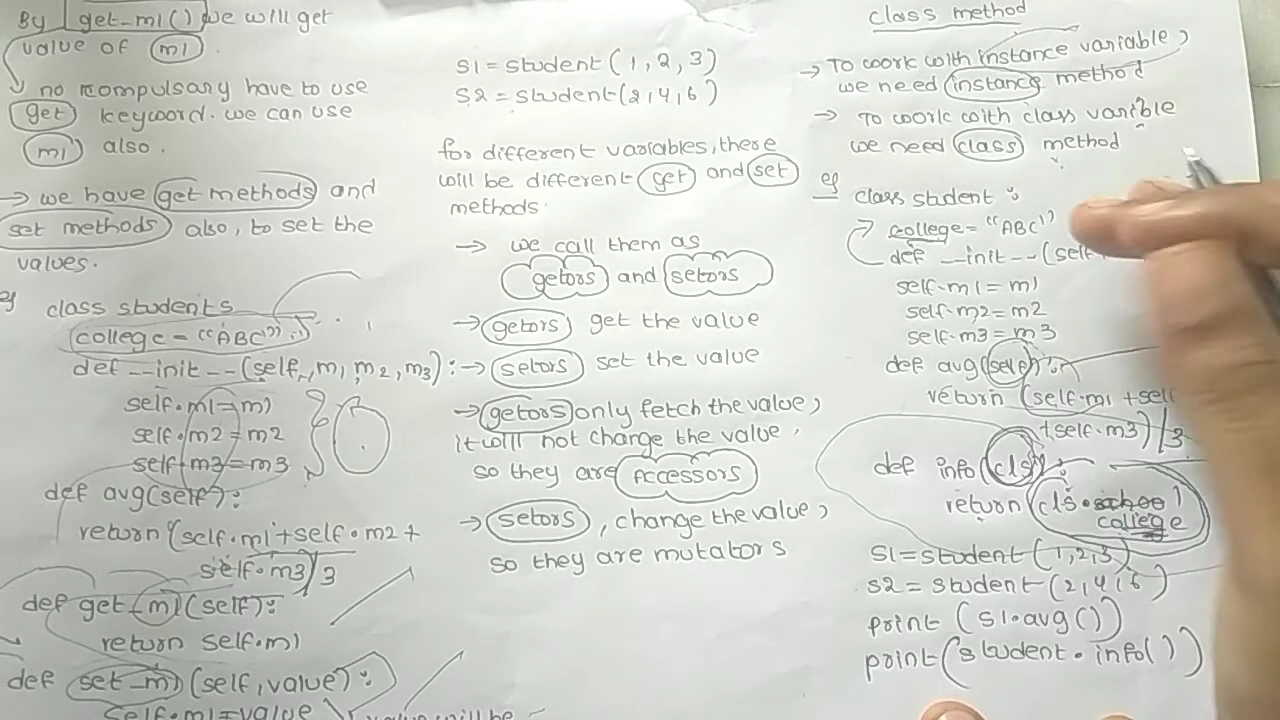 By get-m1() we will get
value of m1.
no compulsary have to use
get keyword. we can use
m1 also.
→ we have get methods and
set methods also, to set the
values.
eg class students
college = "ABC"
def __init__(self, m1, m2, m3):
self.m1 = m1
self.m2 = m2
self.m3 = m3
def avg(self):
return (self.m1 + self.m2 +
self.m3)/3
def get_m1(self):
return self.m1
def set_m1(self, value):
self.m1 = value
value will be
S1 = student(1, 2, 3)
S2 = student(2, 4, 6)
for different variables, there
will be different get and set
methods.
→ we call them as
getors and setors
→ getors get the value
→ setors set the value
→ getors only fetch the value,
it will not change the value.
so they are Accessors
→ setors, change the value,
so they are mutators
class method
→ To work with instance variable,
we need instance method
→ To work with class varible
we need class method
eg class student:
college = "ABC"
def __init__(self
self.m1 = m1
self.m2 = m2
self.m3 = m3
def avg(self):
return (self.m1 + self
+ self.m3)/3
def info(cls):
return (cls.
college
S1 = student(1,2,3)
S2 = student(2,4,6)
print(S1.avg())
print(student.info())